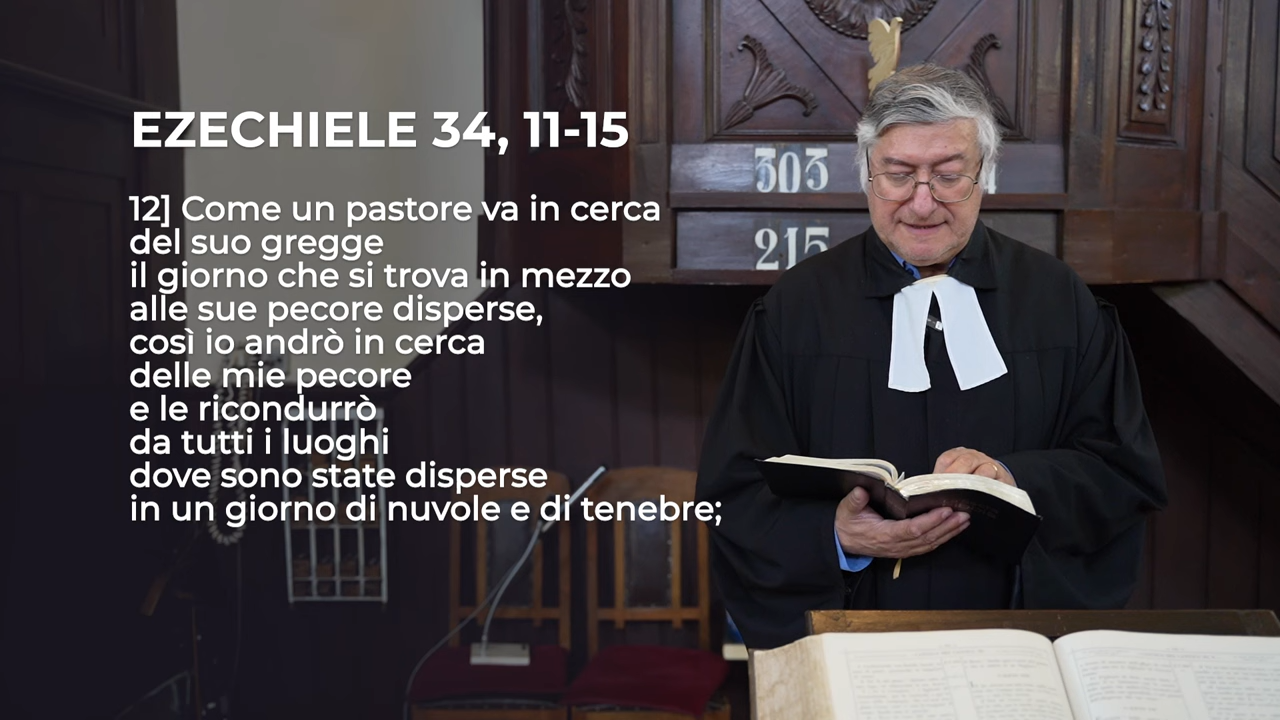 EZECHIELE 34, 11-15
12] Come un pastore va in cerca
del suo gregge
il giorno che si trova in mezzo
alle sue pecore disperse,
così io andrò in cerca
delle mie pecore
e le ricondurrò
da tutti i luoghi
dove sono state disperse
in un giorno di nuvole e di tenebre;
303
215